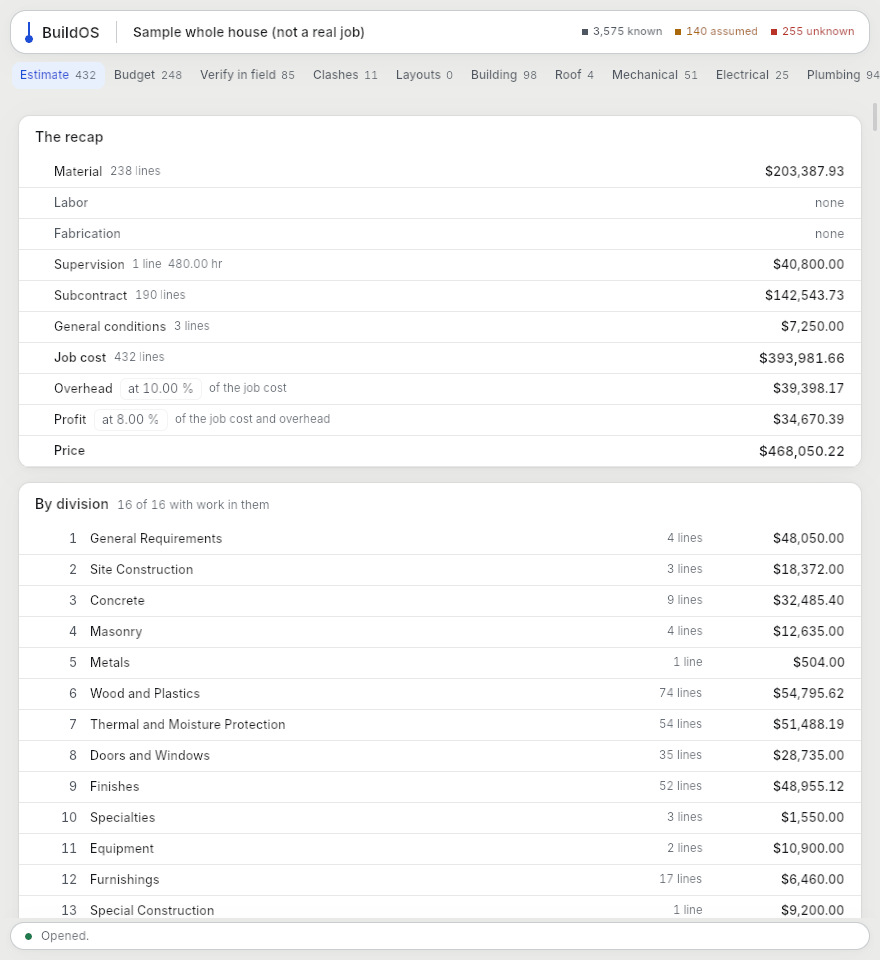 BuildOS Sample whole house (not a real job) 3,575 known 140 assumed 255 unknown
Estimate 432 Budget 248 Verify in field 85 Clashes 11 Layouts 0 Building 98 Roof 4 Mechanical 51 Electrical 25 Plumbing 94
The recap
Material 238 lines $203,387.93
Labor none
Fabrication none
Supervision 1 line 480.00 hr $40,800.00
Subcontract 190 lines $142,543.73
General conditions 3 lines $7,250.00
Job cost 432 lines $393,981.66
Overhead at 10.00 % of the job cost $39,398.17
Profit at 8.00 % of the job cost and overhead $34,670.39
Price $468,050.22
By division 16 of 16 with work in them
1 General Requirements 4 lines $48,050.00
2 Site Construction 3 lines $18,372.00
3 Concrete 9 lines $32,485.40
4 Masonry 4 lines $12,635.00
5 Metals 1 line $504.00
6 Wood and Plastics 74 lines $54,795.62
7 Thermal and Moisture Protection 54 lines $51,488.19
8 Doors and Windows 35 lines $28,735.00
9 Finishes 52 lines $48,955.12
10 Specialties 3 lines $1,550.00
11 Equipment 2 lines $10,900.00
12 Furnishings 17 lines $6,460.00
13 Special Construction 1 line $9,200.00
Opened.